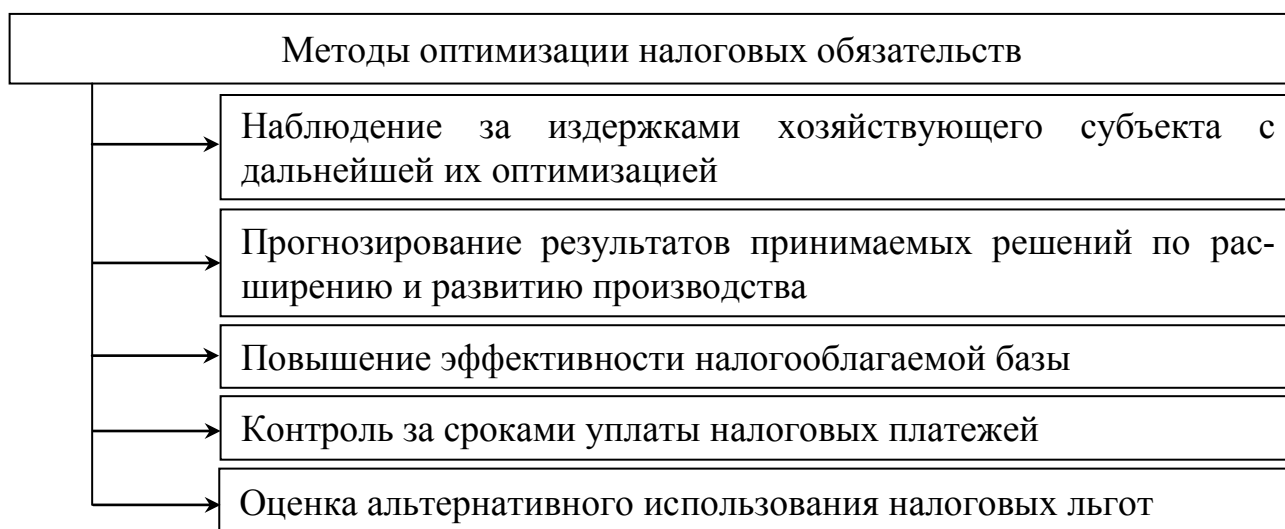 Методы оптимизации налоговых обязательств
Наблюдение за издержками хозяйствующего субъекта с
дальнейшей их оптимизацией
Прогнозирование результатов принимаемых решений по рас-
ширению и развитию производства
Повышение эффективности налогооблагаемой базы
Контроль за сроками уплаты налоговых платежей
Оценка альтернативного использования налоговых льгот